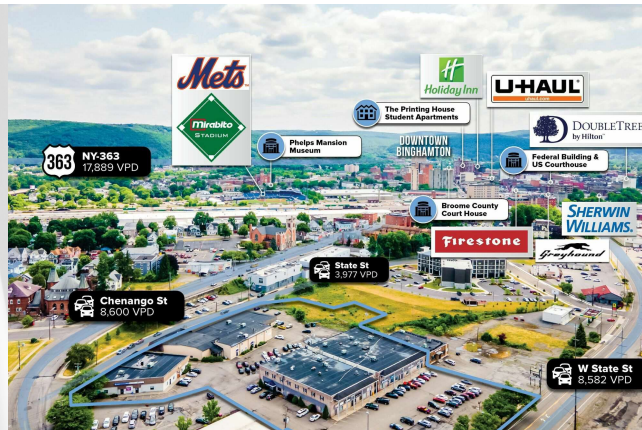 Mets
Mirabito
STADIUM
Holiday Inn
U-HAUL
uhaul.com
The Printing House
Student Apartments
DOUBLETREE
by Hilton
363
NY-363
17,889 VPD
Phelps Mansion
Museum
DOWNTOWN
BINGHAMTON
Federal Building &
US Courthouse
Broome County
Court House
SHERWIN
WILLIAMS.
Firestone
Greyhound
State St
3,977 VPD
Chenango St
8,600 VPD
W State St
8,582 VPD